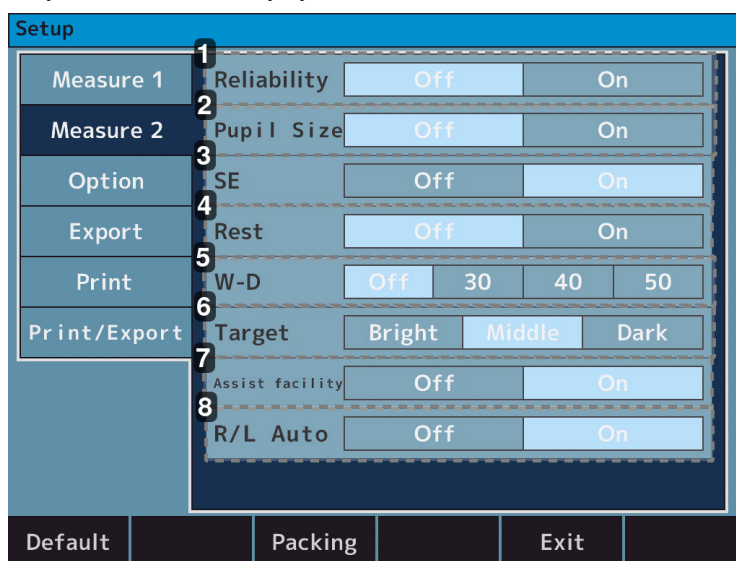 Setup
Measure 1
Measure 2
Option
Export
Print
Print/Export
1
Reliability Off On
2
Pupil Size Off On
3
SE Off On
4
Rest Off On
5
W-D Off 30 40 50
6
Target Bright Middle Dark
7
Assist facility Off On
8
R/L Auto Off On
Default Packing Exit